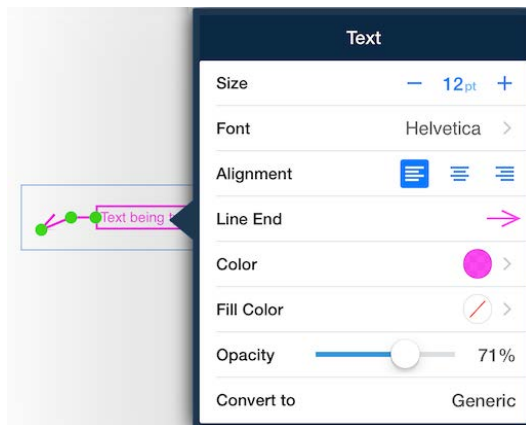 Text
Size 12pt
Font Helvetica
Alignment
Text being
Line End
Color
Fill Color
Opacity 71%
Convert to Generic